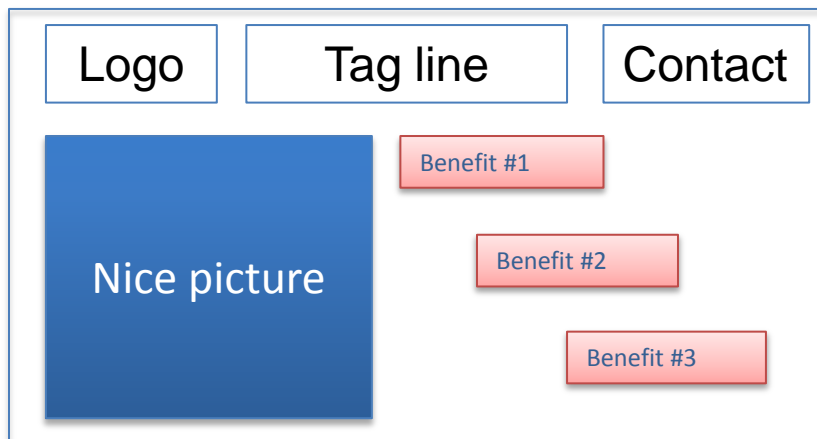 Logo
Tag line
Contact
Benefit #1
Nice picture
Benefit #2
Benefit #3